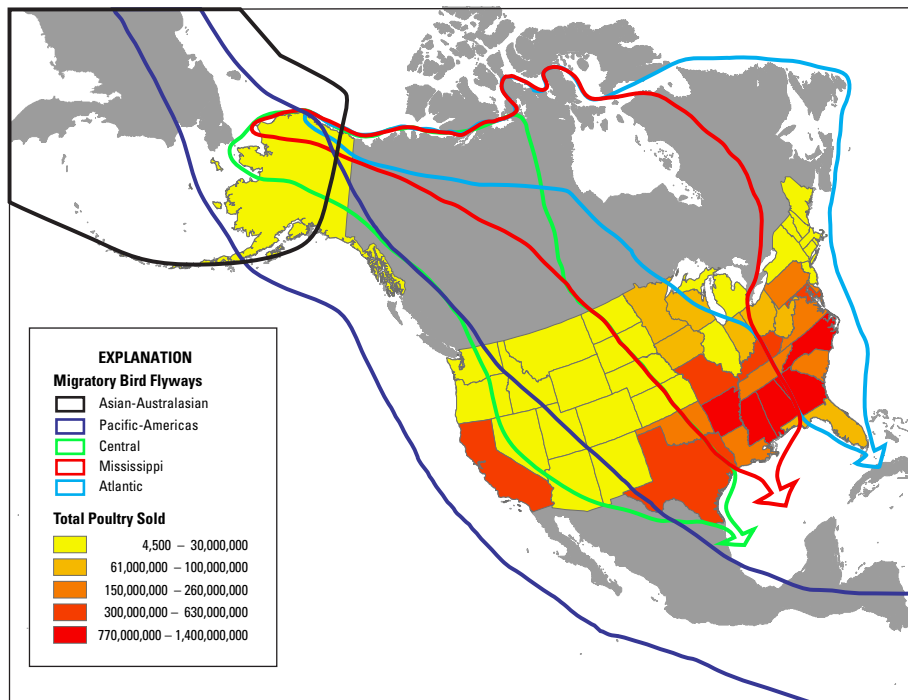 EXPLANATION
Migratory Bird Flyways
Asian-Australasian
Pacific-Americas
Central
Mississippi
Atlantic
Total Poultry Sold
4,500 – 30,000,000
61,000,000 – 100,000,000
150,000,000 – 260,000,000
300,000,000 – 630,000,000
770,000,000 – 1,400,000,000